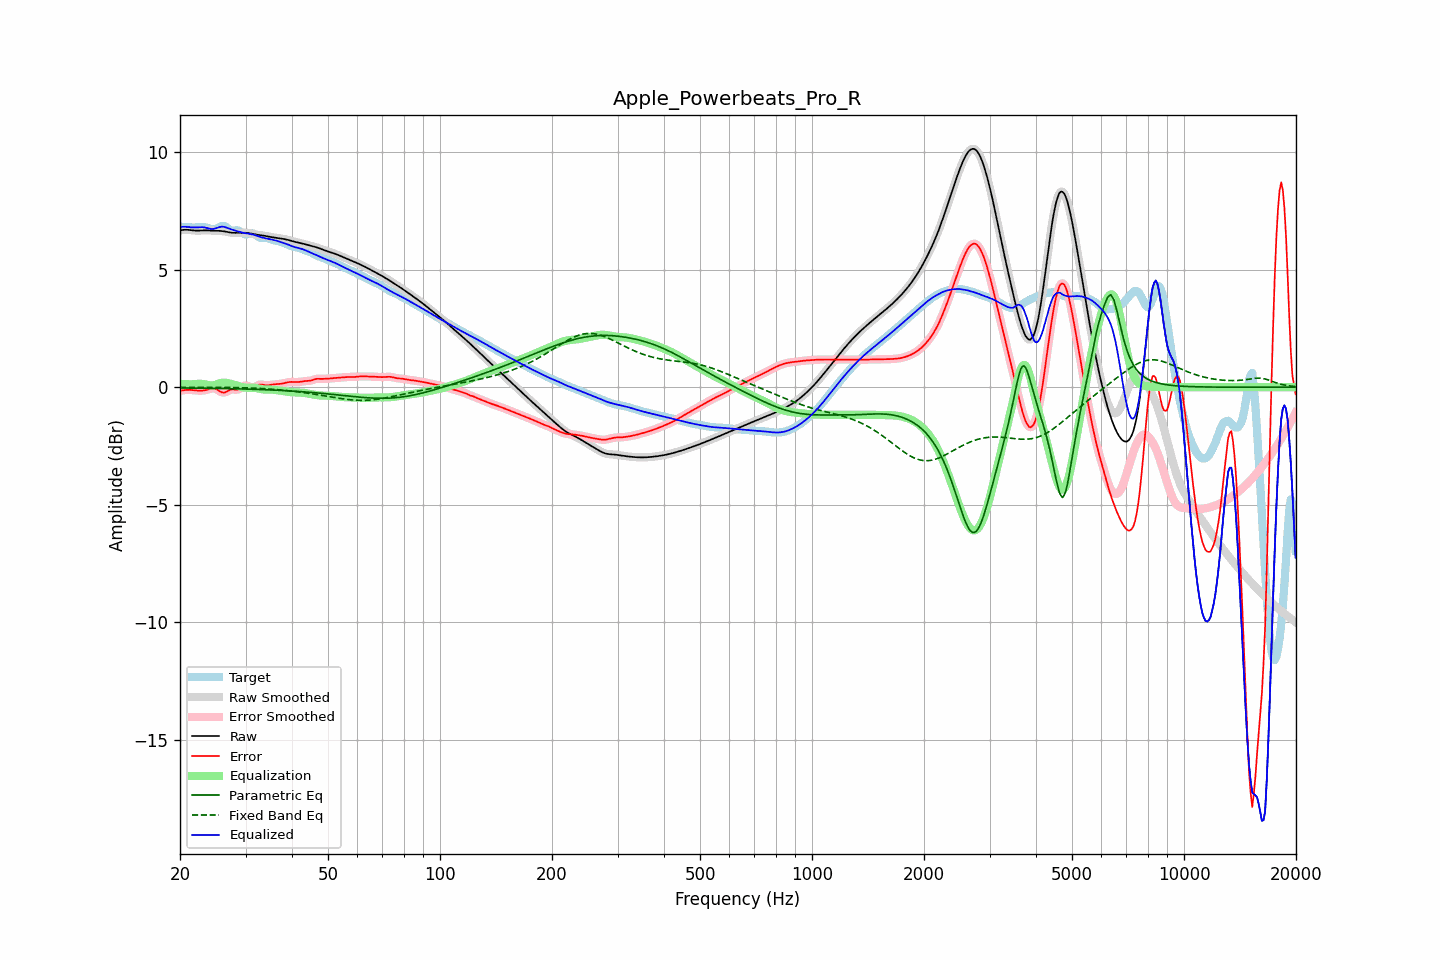 Apple_Powerbeats_Pro_R
Amplitude (dBr)
10
5
0
−5
−10
−15
Target
Raw Smoothed
Error Smoothed
Raw
Error
Equalization
Parametric Eq
Fixed Band Eq
Equalized
20 50 100 200 500 1000 2000 5000 10000 20000
Frequency (Hz)